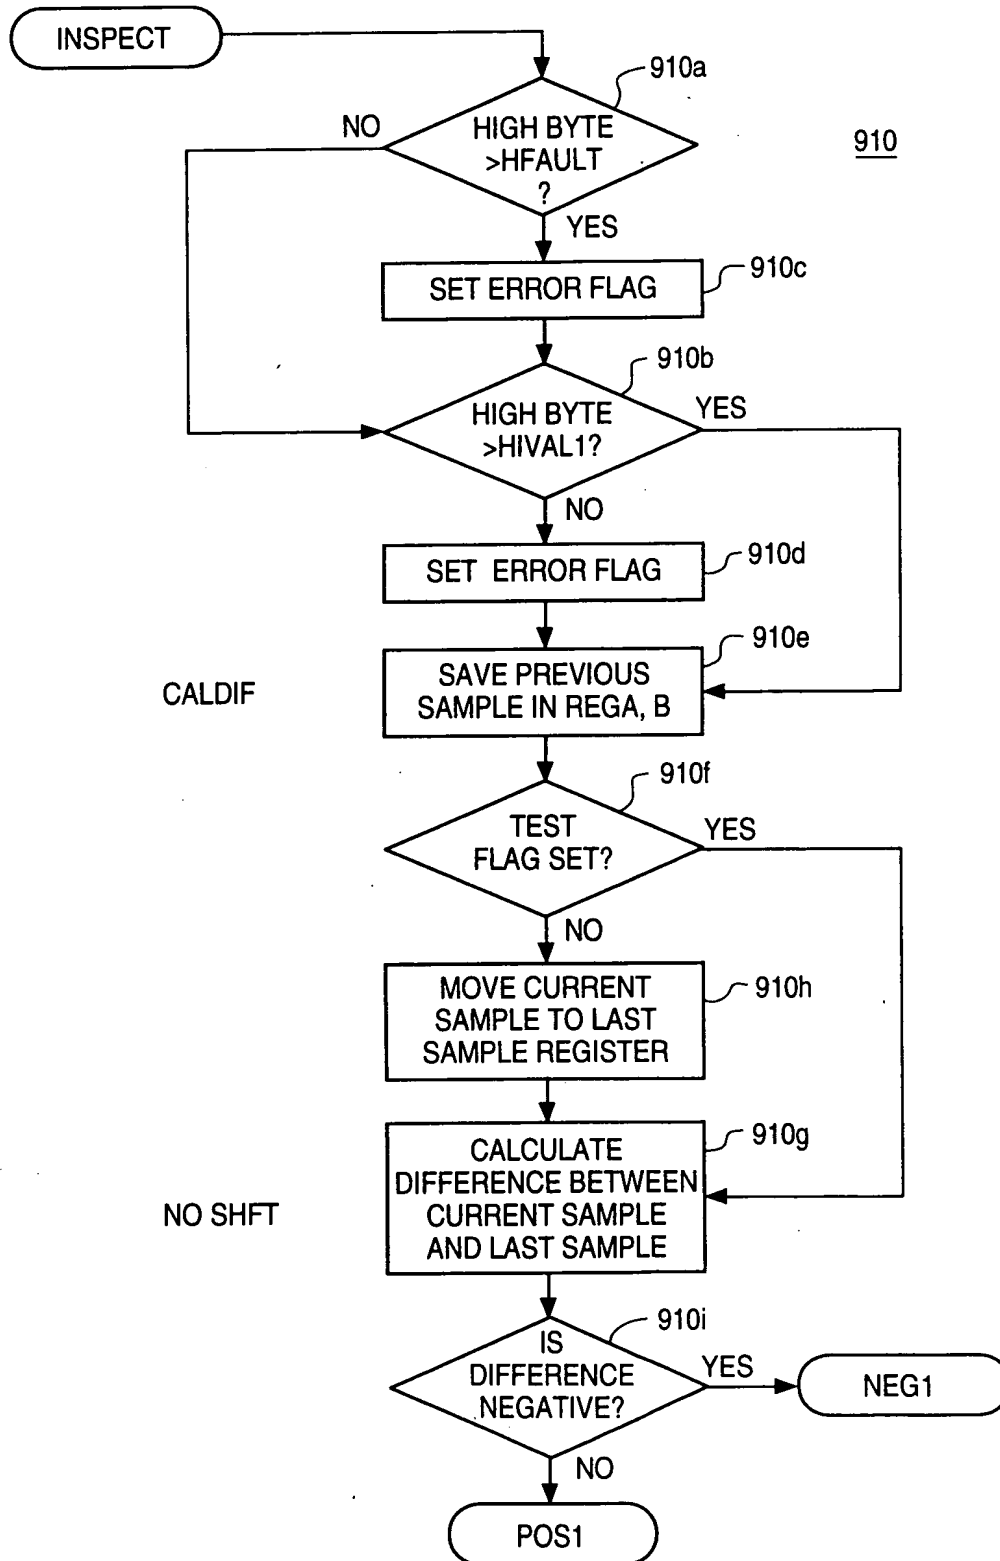 INSPECT
910a
HIGH BYTE
>HFAULT
?
NO
910
YES
SET ERROR FLAG
910c
910b
HIGH BYTE
>HIVAL1?
YES
NO
SET ERROR FLAG
910d
CALDIF
SAVE PREVIOUS
SAMPLE IN REGA, B
910e
910f
TEST
FLAG SET?
YES
NO
MOVE CURRENT
SAMPLE TO LAST
SAMPLE REGISTER
910h
NO SHFT
CALCULATE
DIFFERENCE BETWEEN
CURRENT SAMPLE
AND LAST SAMPLE
910g
910i
IS
DIFFERENCE
NEGATIVE?
YES
NEG1
NO
POS1